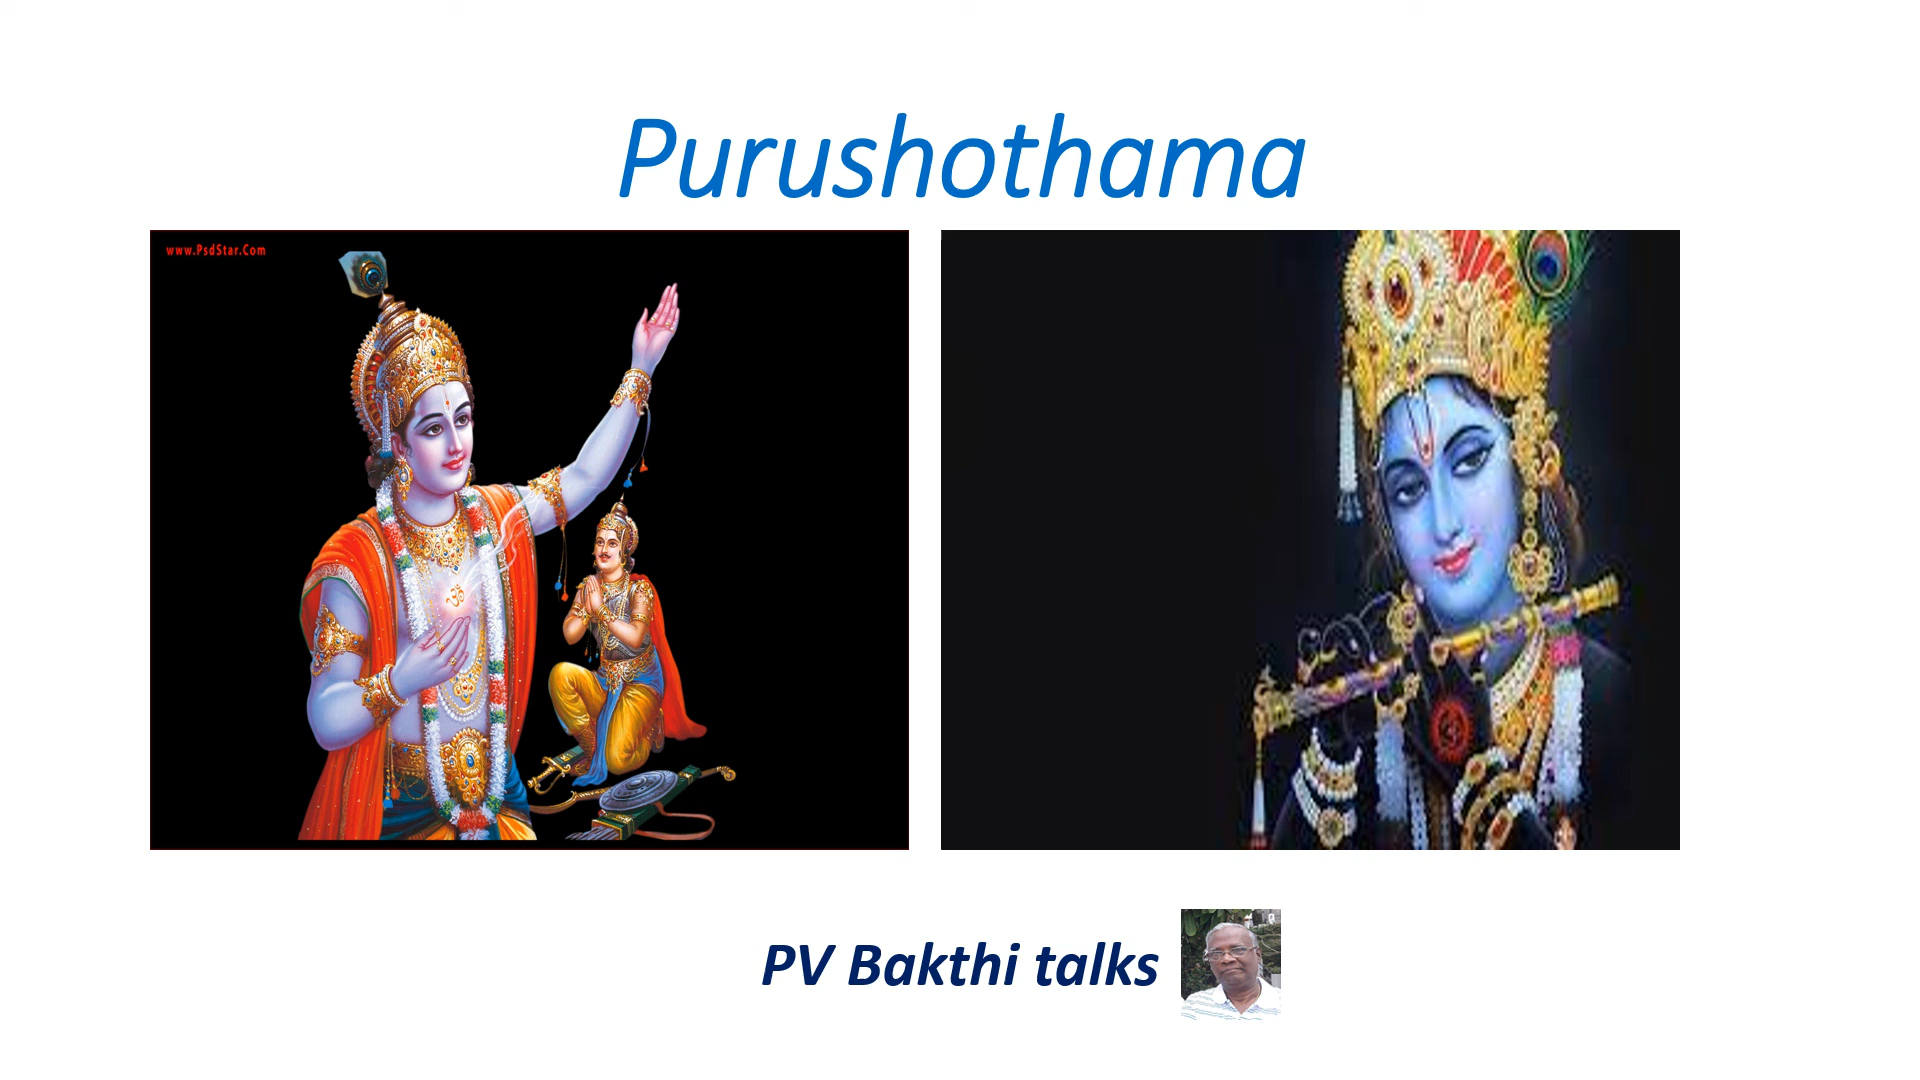 Purushothama
www.PsdStar.Com
ॐ
ॐ
PV Bakthi talks